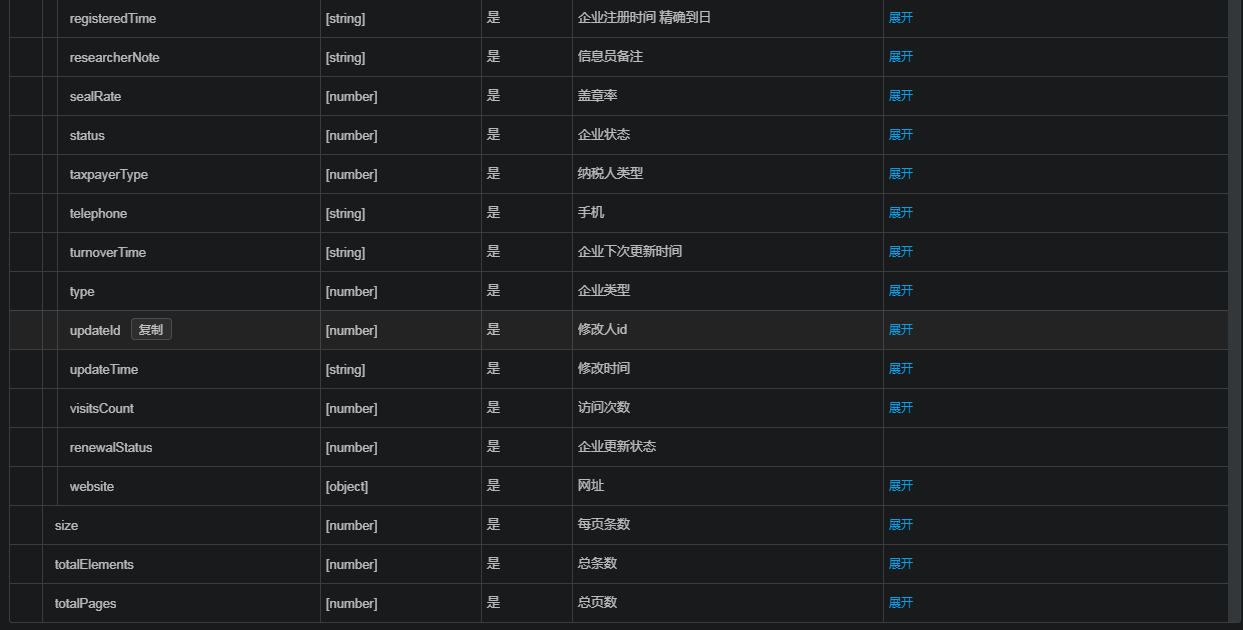 registeredTime [string] 是 企业注册时间 精确到日 展开
researcherNote [string] 是 信息员备注 展开
sealRate [number] 是 盖章率 展开
status [number] 是 企业状态 展开
taxpayerType [number] 是 纳税人类型 展开
telephone [string] 是 手机 展开
turnoverTime [string] 是 企业下次更新时间 展开
type [number] 是 企业类型 展开
updateId 复制 [number] 是 修改人id 展开
updateTime [string] 是 修改时间 展开
visitsCount [number] 是 访问次数 展开
renewalStatus [number] 是 企业更新状态
website [object] 是 网址 展开
size [number] 是 每页条数 展开
totalElements [number] 是 总条数 展开
totalPages [number] 是 总页数 展开